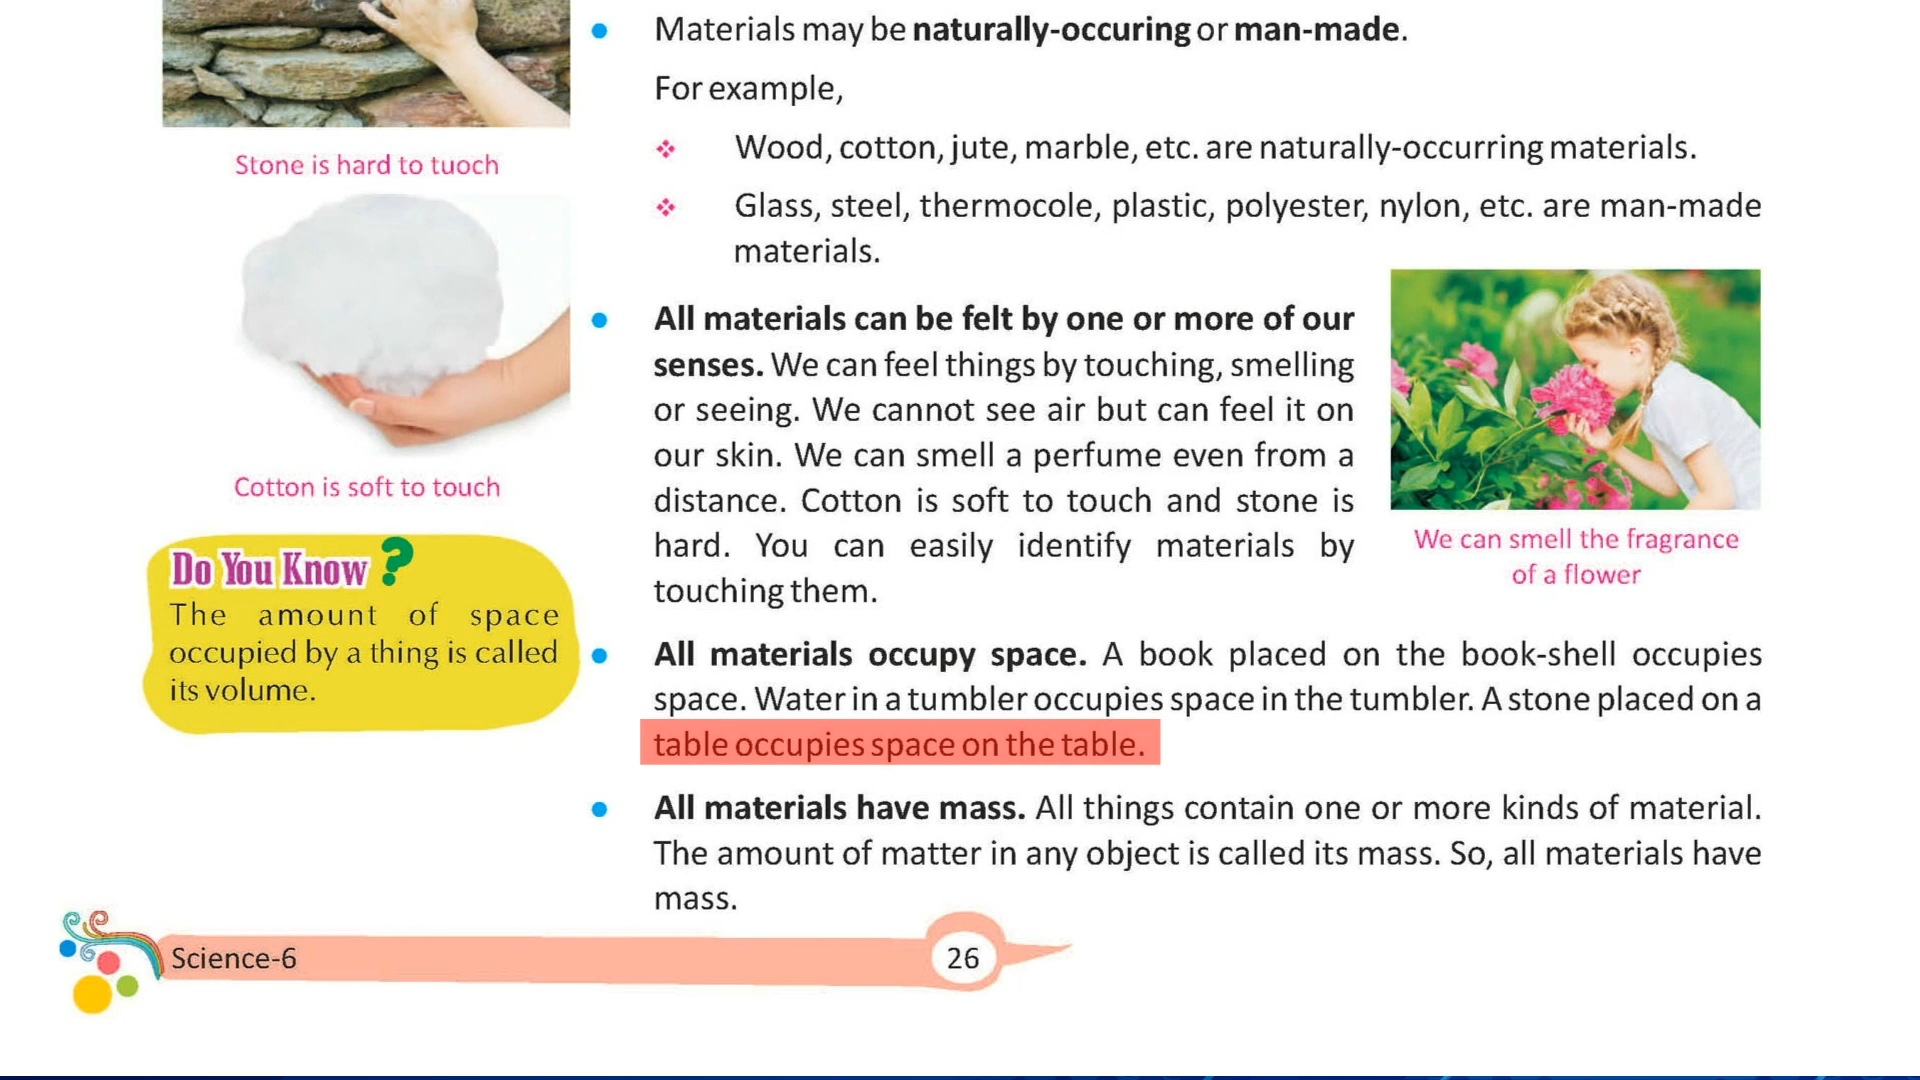 Stone is hard to tuoch
Cotton is soft to touch
Do You Know ?
The amount of space
occupied by a thing is called
its volume.
Materials may be naturally-occuring or man-made.
For example,
Wood, cotton, jute, marble, etc. are naturally-occurring materials.
Glass, steel, thermocole, plastic, polyester, nylon, etc. are man-made
materials.
All materials can be felt by one or more of our
senses. We can feel things by touching, smelling
or seeing. We cannot see air but can feel it on
our skin. We can smell a perfume even from a
distance. Cotton is soft to touch and stone is
hard. You can easily identify materials by
touching them.
We can smell the fragrance
of a flower
All materials occupy space. A book placed on the book-shell occupies
space. Water in a tumbler occupies space in the tumbler. A stone placed on a
table occupies space on the table.
All materials have mass. All things contain one or more kinds of material.
The amount of matter in any object is called its mass. So, all materials have
mass.
Science-6
26